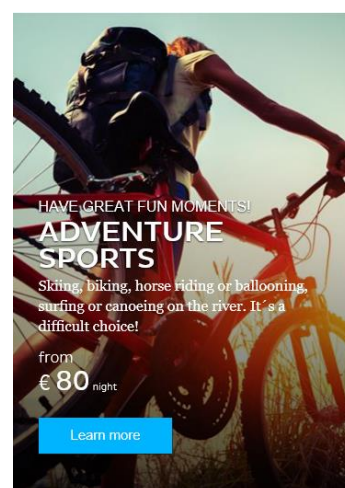 HAVE GREAT FUN MOMENTS!
ADVENTURE
SPORTS
Skiing, biking, horse riding or ballooning,
surfing or canoeing on the river. It´s a
difficult choice!
from
€ 80 night
Learn more